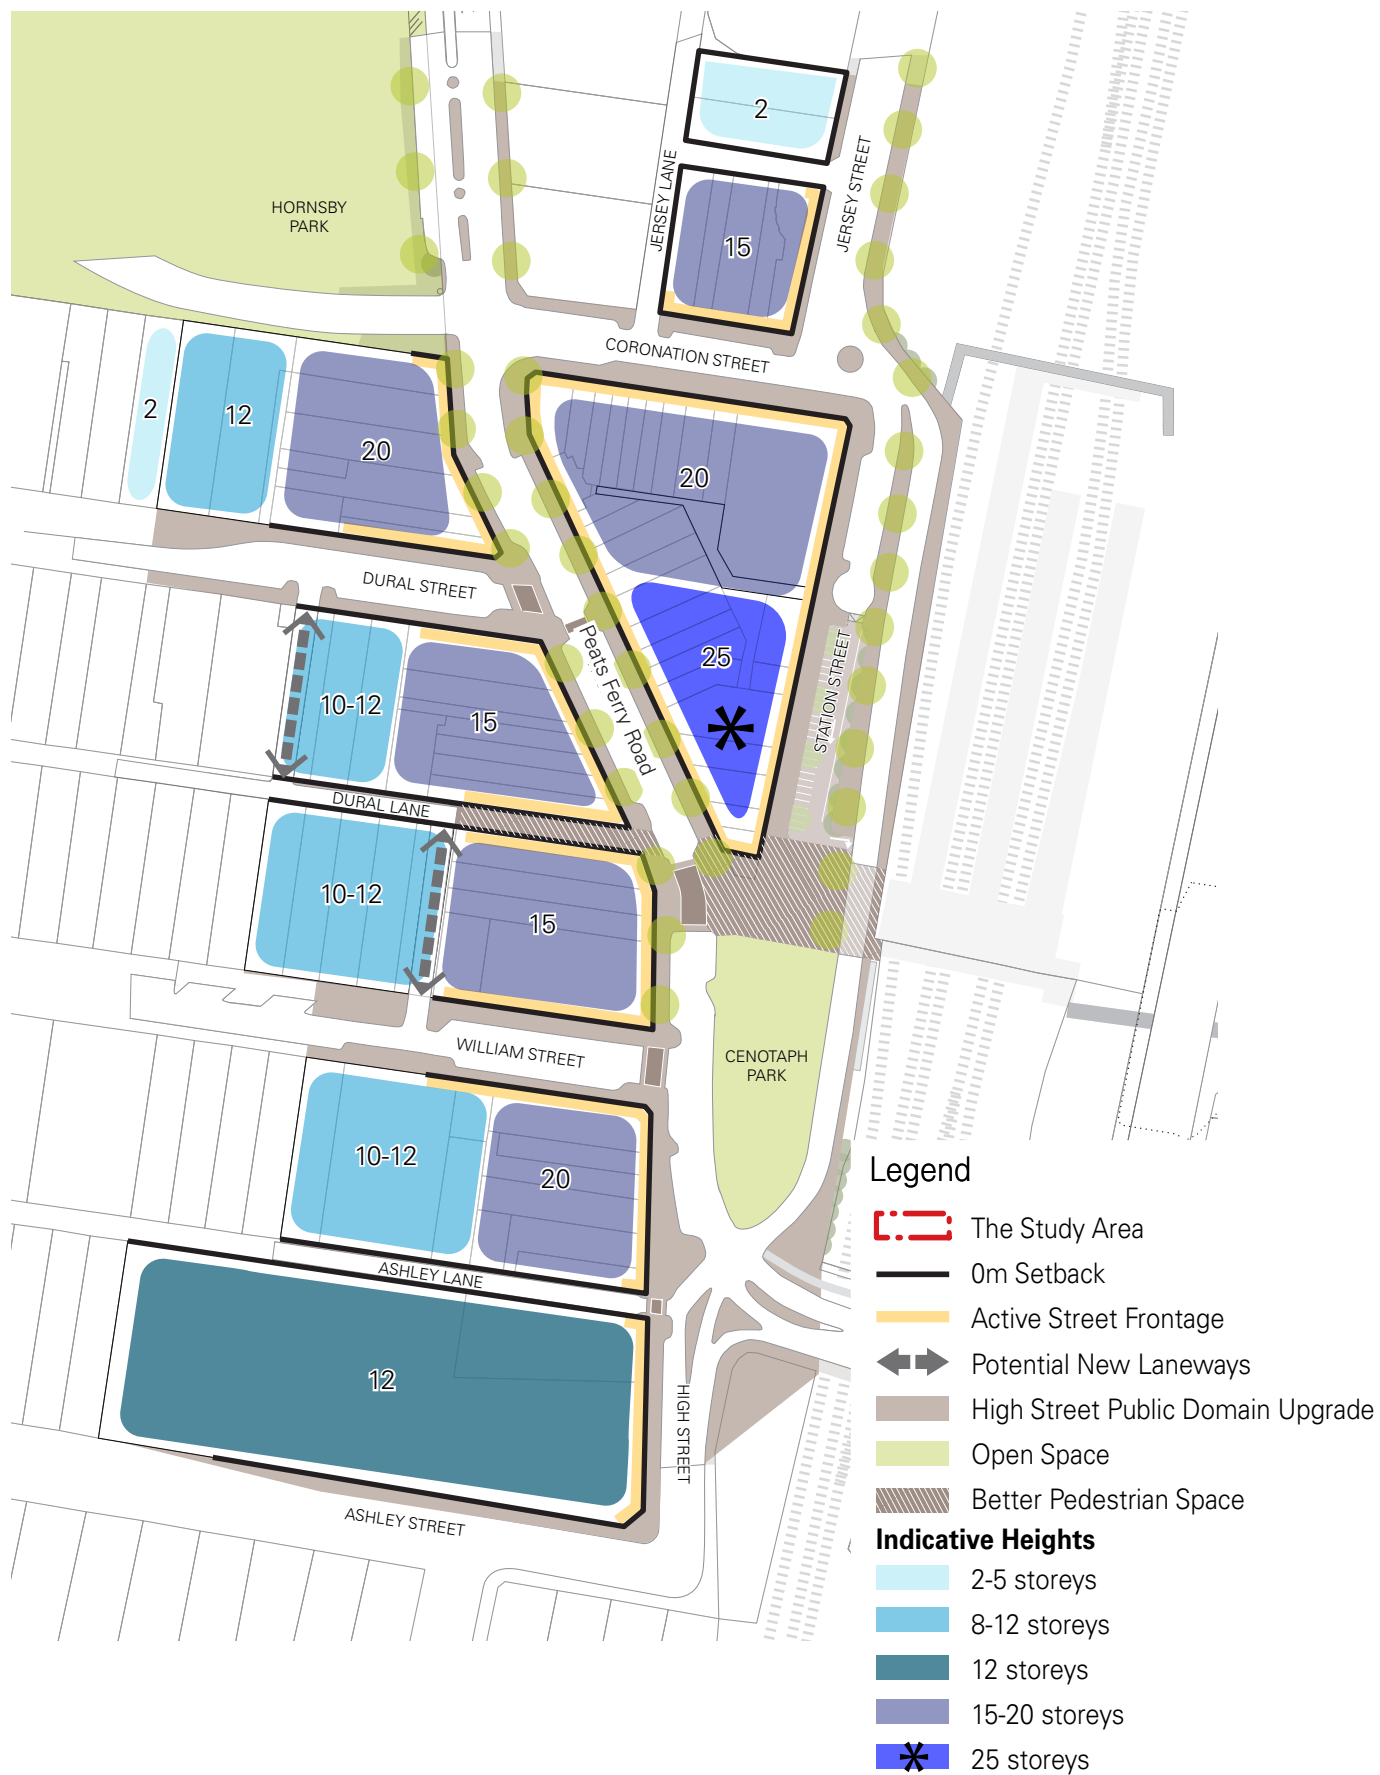 2
JERSEY LANE
JERSEY STREET
HORNSBY
PARK
15
CORONATION STREET
2
12
20
20
DURAL STREET
Peats Ferry Road
25
*
STATION STREET
10-12
15
DURAL LANE
10-12
15
WILLIAM STREET
CENOTAPH
PARK
10-12
20
ASHLEY LANE
12
HIGH STREET
ASHLEY STREET
Legend
The Study Area
0m Setback
Active Street Frontage
Potential New Laneways
High Street Public Domain Upgrade
Open Space
Better Pedestrian Space
Indicative Heights
2-5 storeys
8-12 storeys
12 storeys
15-20 storeys
* 25 storeys